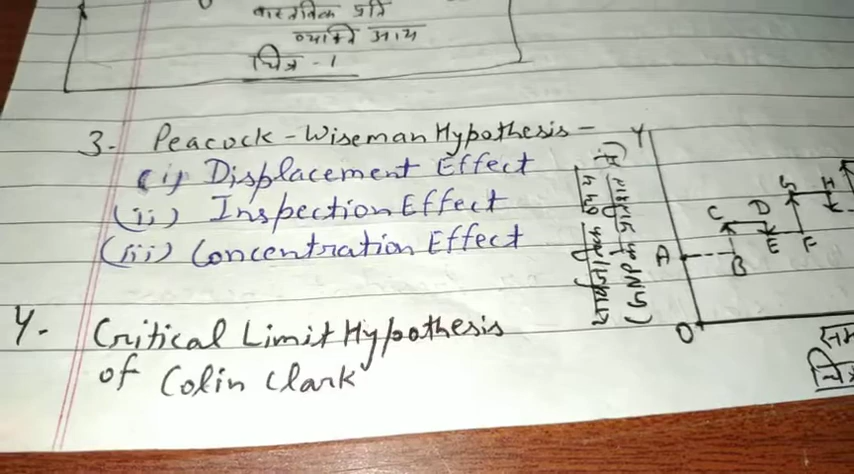 वास्तविक प्रति
व्यक्ति आय
चित्र - 1
3. Peacock - Wiseman Hypothesis -
(i) Displacement Effect
(ii) Inspection Effect
(iii) Concentration Effect
4. Critical Limit Hypothesis
of Colin Clark
Y
G H
C D
E F
A
B
O